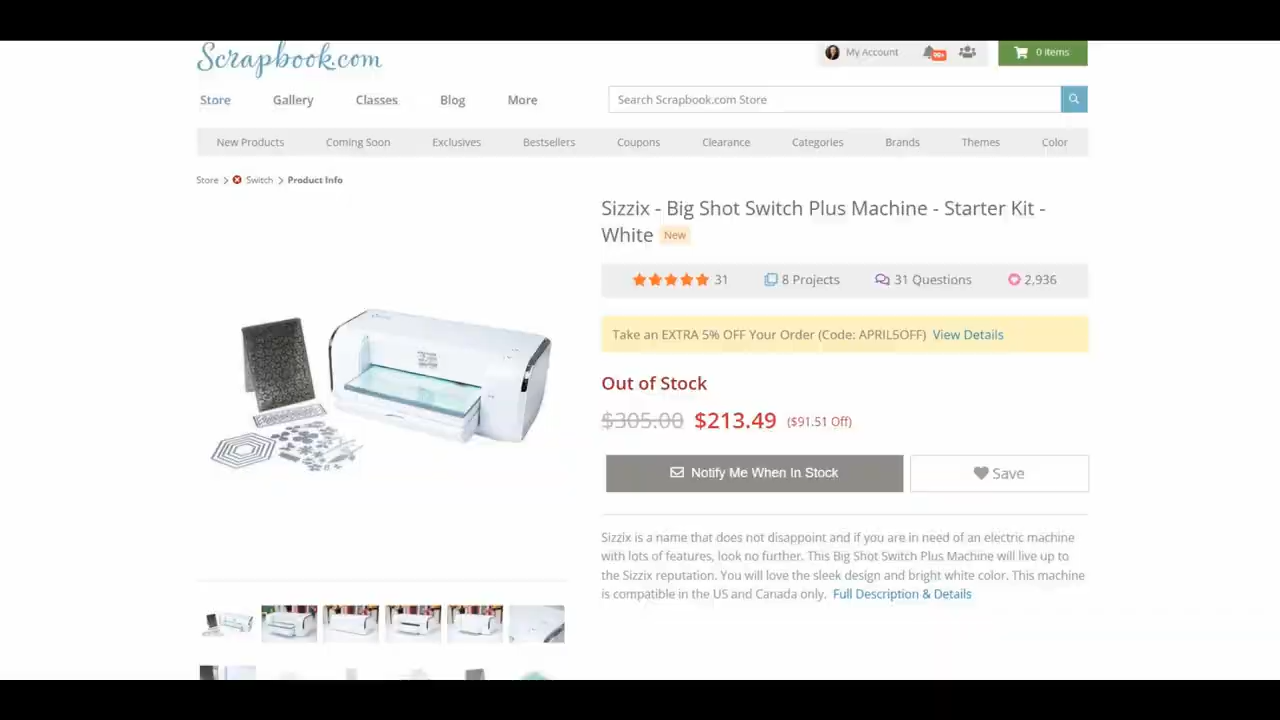 Scrapbook.com
My Account
0 items
Store Gallery Classes Blog More
Search Scrapbook.com Store
New Products Coming Soon Exclusives Bestsellers Coupons Clearance Categories Brands Themes Color
Store > Switch > Product Info
Sizzix - Big Shot Switch Plus Machine - Starter Kit -
White New
31 8 Projects 31 Questions 2,936
Take an EXTRA 5% OFF Your Order (Code: APRIL5OFF) View Details
Out of Stock
$305.00 $213.49 ($91.51 Off)
Notify Me When In Stock Save
Sizzix is a name that does not disappoint and if you are in need of an electric machine
with lots of features, look no further. This Big Shot Switch Plus Machine will live up to
the Sizzix reputation. You will love the sleek design and bright white color. This machine
is compatible in the US and Canada only. Full Description & Details